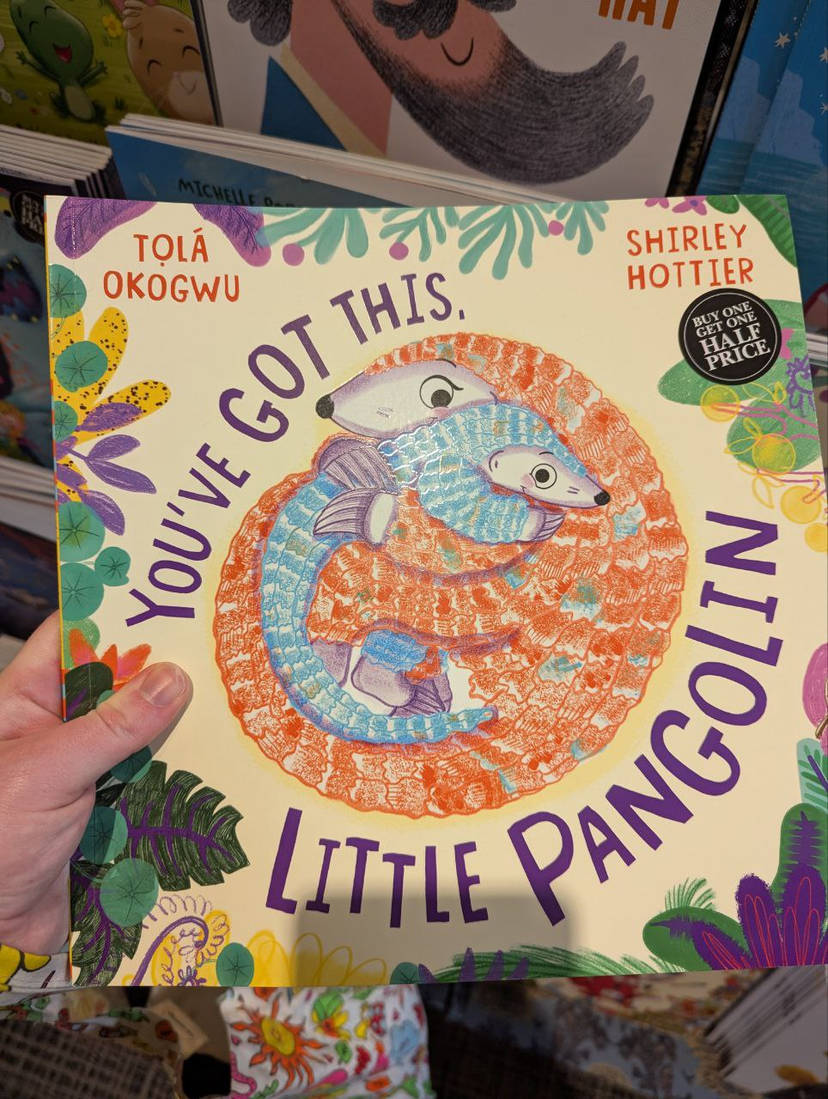 HAT
MICHELLE
TỌLÁ
OKOGWU
SHIRLEY
HOTTIER
BUY ONE
GET ONE
HALF
PRICE
YOU'VE GOT THIS,
LITTLE PANGOLIN